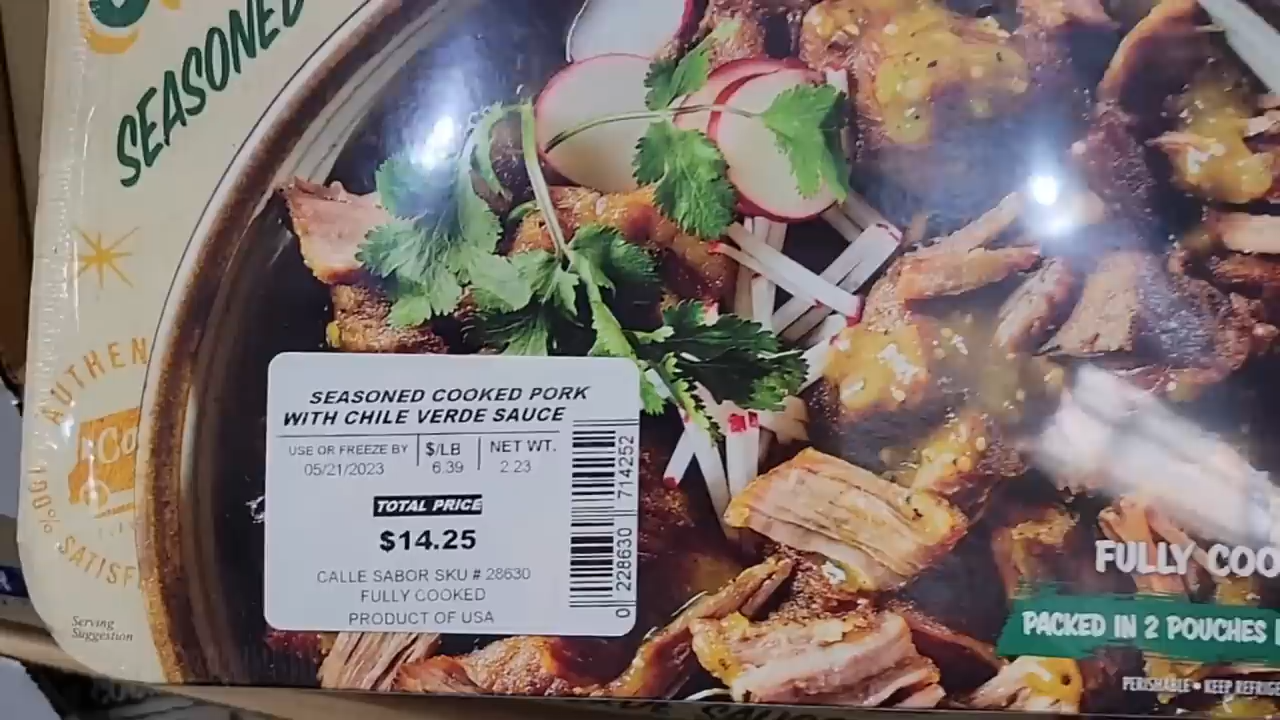 SEASONED
AUTHEN
Co
100% SATISF
Serving
Suggestion
SEASONED COOKED PORK
WITH CHILE VERDE SAUCE
USE OR FREEZE BY
05/21/2023
$/LB
6.39
NET WT.
2.23
TOTAL PRICE
$14.25
CALLE SABOR SKU # 28630
FULLY COOKED
PRODUCT OF USA
0 228630 714252
FULLY COO
PACKED IN 2 POUCHES
PERISHABLE • KEEP REFRIGE